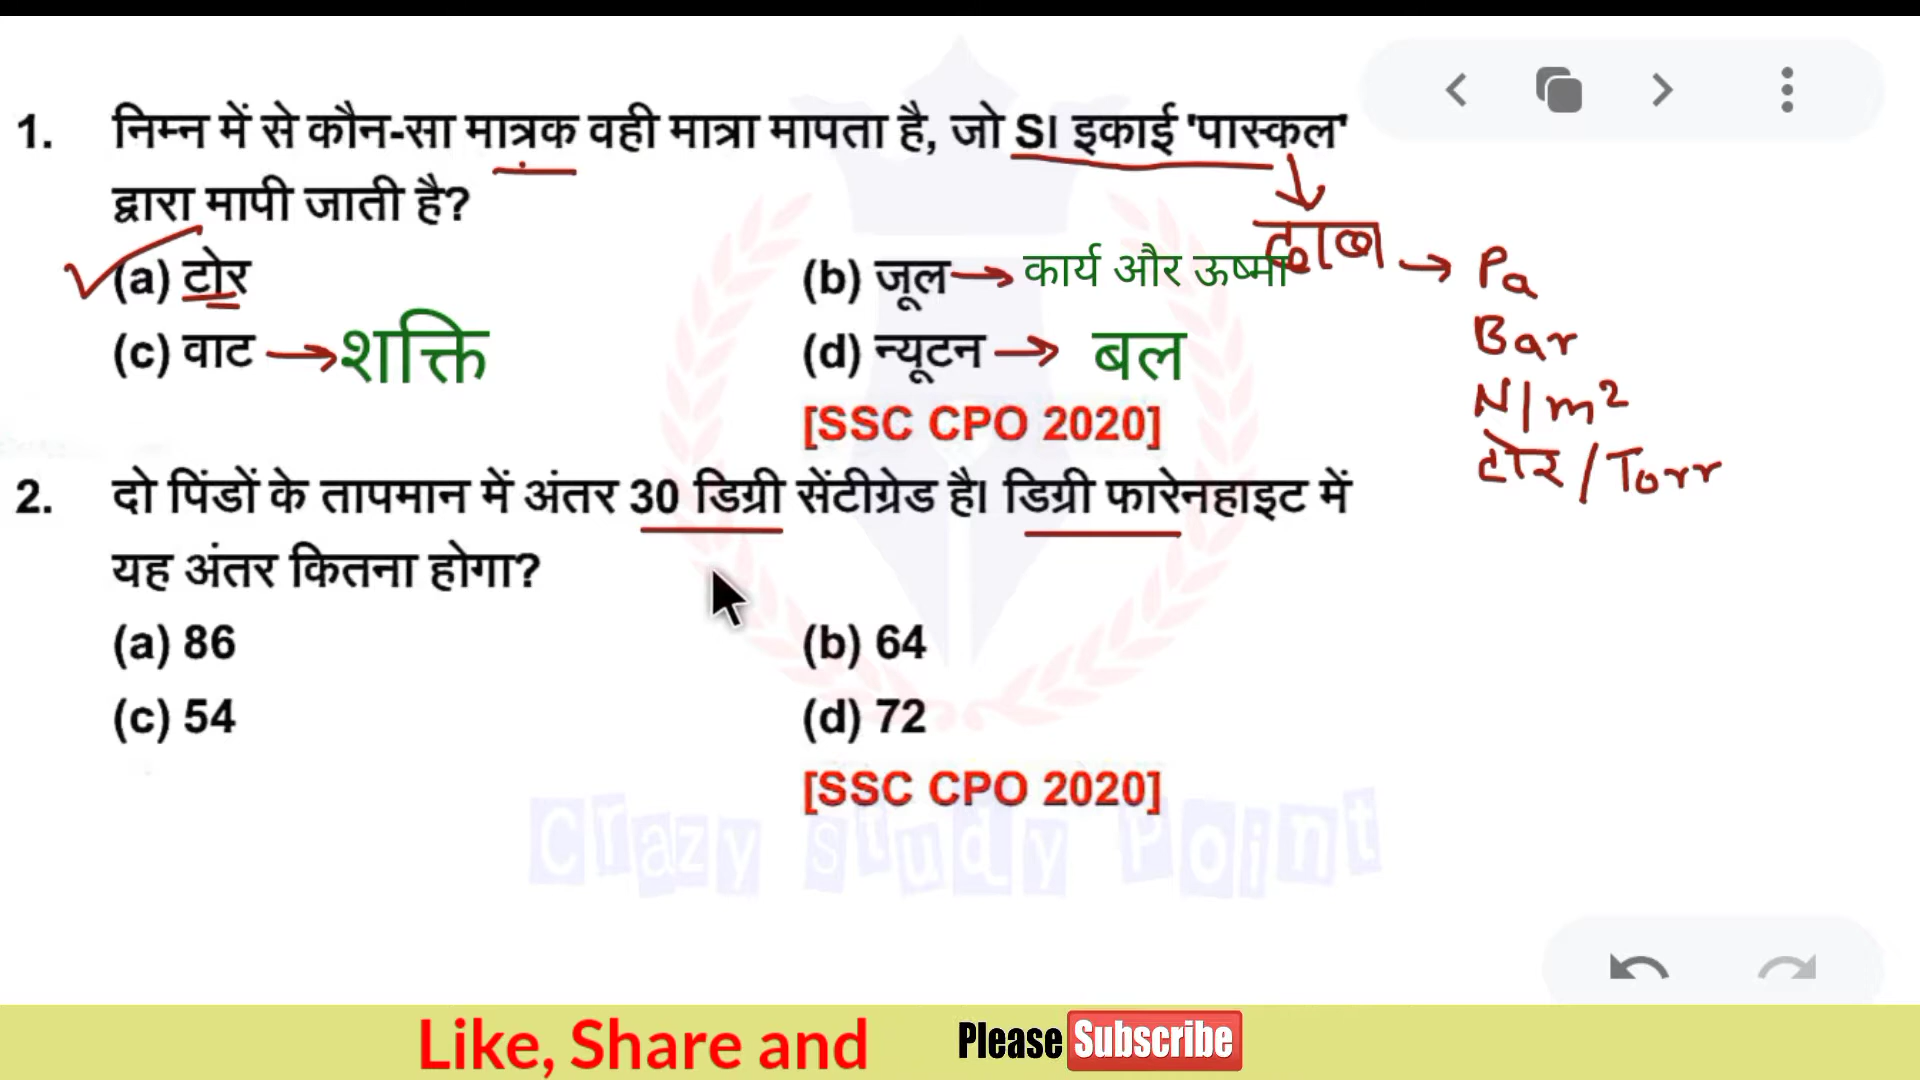 1. निम्न में से कौन-सा मात्रक वही मात्रा मापता है, जो SI इकाई 'पास्कल'
द्वारा मापी जाती है?
(a) टोर (b) जूल → कार्य और ऊष्मा
(c) वाट → शक्ति (d) न्यूटन → बल
दाब → Pa
Bar
N/m²
टोर / Torr
[SSC CPO 2020]
2. दो पिंडों के तापमान में अंतर 30 डिग्री सेंटीग्रेड है। डिग्री फारेनहाइट में
यह अंतर कितना होगा?
(a) 86 (b) 64
(c) 54 (d) 72
[SSC CPO 2020]
Crazy Study Point
Like, Share and Please Subscribe